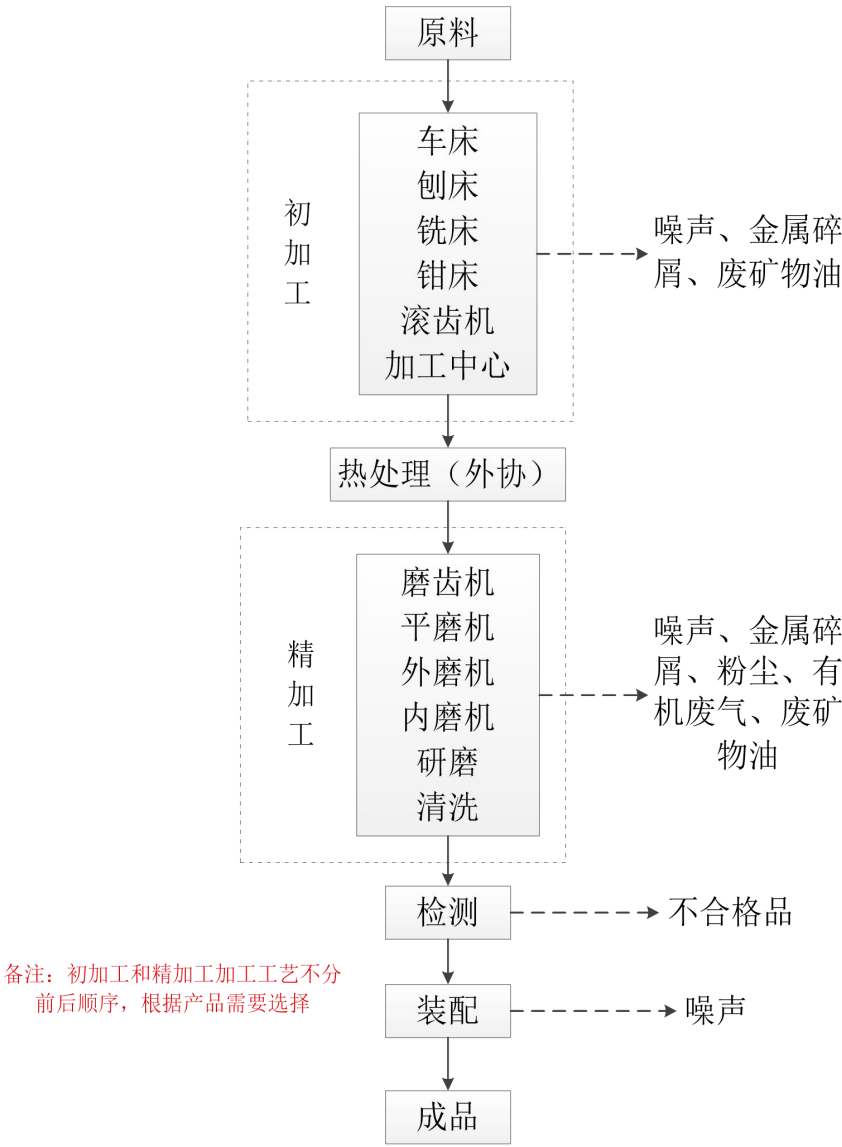 原料
初
加
工
车床
刨床
铣床
钳床
滚齿机
加工中心
噪声、金属碎
屑、废矿物油
热处理（外协）
精
加
工
磨齿机
平磨机
外磨机
内磨机
研磨
清洗
噪声、金属碎
屑、粉尘、有
机废气、废矿
物油
检测
不合格品
备注：初加工和精加工加工工艺不分
前后顺序，根据产品需要选择
装配
噪声
成品